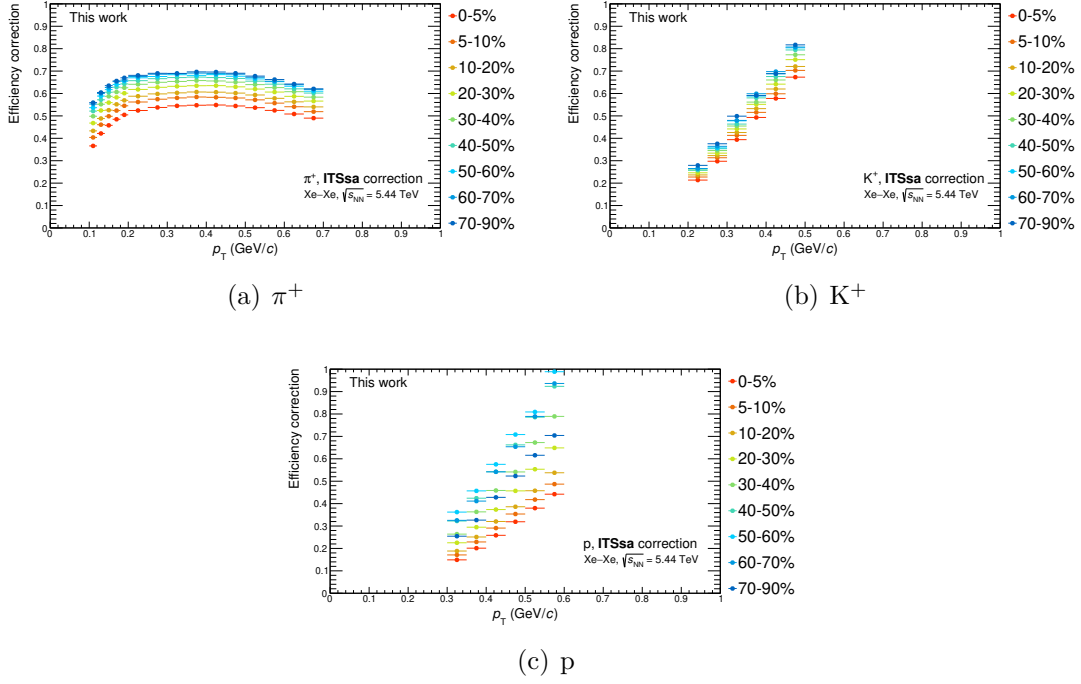 This work
Efficiency correction
1
0.9
0.8
0.7
0.6
0.5
0.4
0.3
0.2
0.1
0
π+, ITSsa correction
Xe–Xe, √sNN = 5.44 TeV
0 0.1 0.2 0.3 0.4 0.5 0.6 0.7 0.8 0.9 1
pT (GeV/c)
0-5%
5-10%
10-20%
20-30%
30-40%
40-50%
50-60%
60-70%
70-90%
(a) π+
This work
Efficiency correction
1
0.9
0.8
0.7
0.6
0.5
0.4
0.3
0.2
0.1
0
K+, ITSsa correction
Xe–Xe, √sNN = 5.44 TeV
0 0.1 0.2 0.3 0.4 0.5 0.6 0.7 0.8 0.9 1
pT (GeV/c)
0-5%
5-10%
10-20%
20-30%
30-40%
40-50%
50-60%
60-70%
70-90%
(b) K+
This work
Efficiency correction
1
0.9
0.8
0.7
0.6
0.5
0.4
0.3
0.2
0.1
0
p, ITSsa correction
Xe–Xe, √sNN = 5.44 TeV
0 0.1 0.2 0.3 0.4 0.5 0.6 0.7 0.8 0.9 1
pT (GeV/c)
0-5%
5-10%
10-20%
20-30%
30-40%
40-50%
50-60%
60-70%
70-90%
(c) p